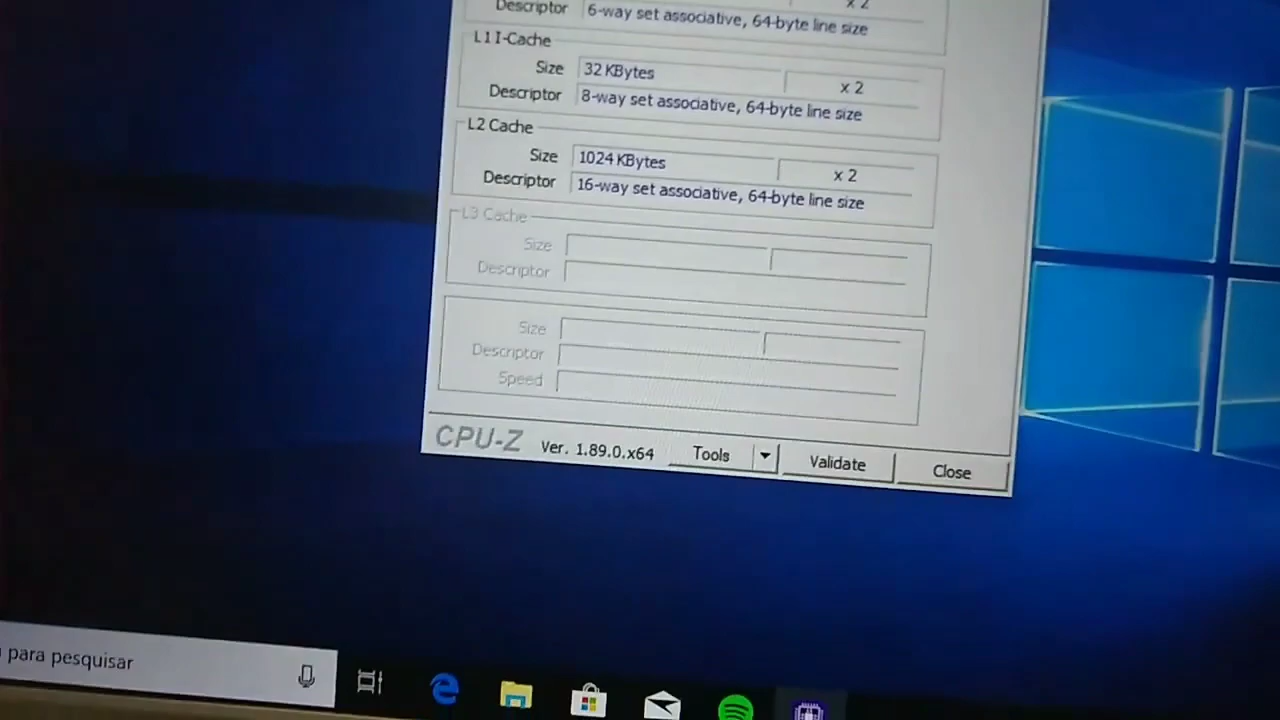 x 2
Descriptor 6-way set associative, 64-byte line size
L1 I-Cache
Size 32 KBytes x 2
Descriptor 8-way set associative, 64-byte line size
L2 Cache
Size 1024 KBytes x 2
Descriptor 16-way set associative, 64-byte line size
L3 Cache
Size
Descriptor
Size
Descriptor
Speed
CPU-Z Ver. 1.89.0.x64 Tools Validate Close
para pesquisar